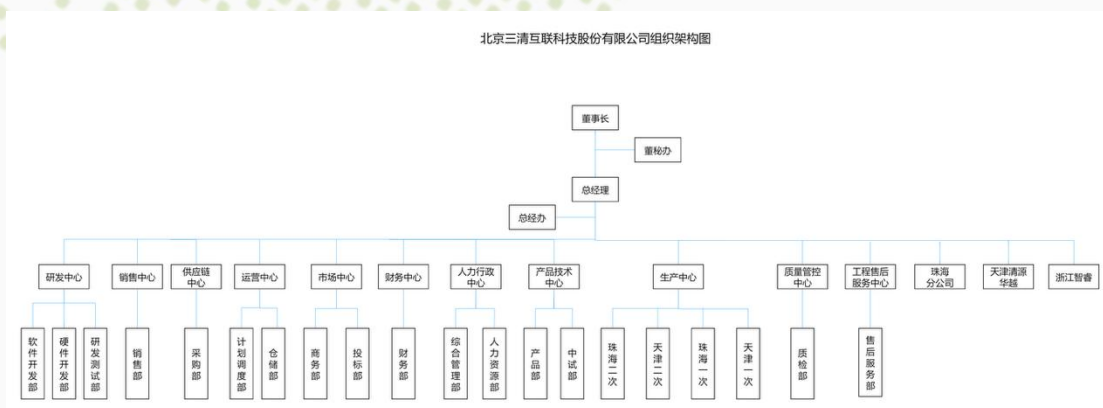 北京三清互联科技股份有限公司组织架构图
董事长
董秘办
总经理
总经办
研发中心
销售中心
供应链
中心
运营中心
市场中心
财务中心
人力行政
中心
产品技术
中心
生产中心
质量管控
中心
工程售后
服务中心
珠海
分公司
天津清源
华越
浙江智睿
软件开发部
硬件开发部
研发测试部
销售部
采购部
计划调度部
仓储部
商务部
投标部
财务部
综合管理部
人力资源部
产品部
中试部
珠海二次
天津二次
珠海一次
天津一次
质检部
售后服务部